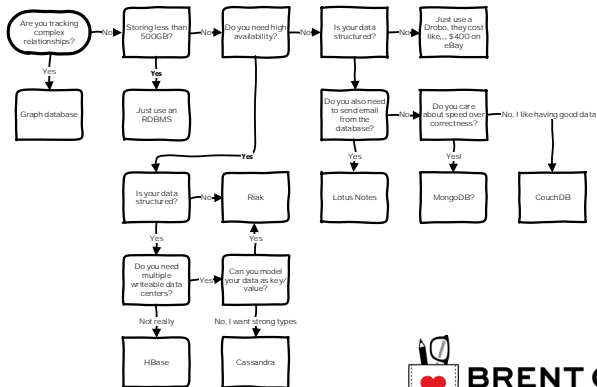 Are you tracking
complex
relationships?
No
Storing less than
500GB?
No
Do you need high
availability?
No
Is your data
structured?
No
Just use a
Drobo, they cost
like,,, $400 on
eBay
Yes
Yes
Graph database
Just use an
RDBMS
Do you also need
to send email
from the
database?
No
Do you care
about speed over
correctness?
No, I like having good data
Yes
Yes
Yes!
Is your data
structured?
No
Riak
Lotus Notes
MongoDB?
CouchDB
Yes
Yes
Do you need
multiple
writeable data
centers?
Yes
Can you model
your data as key/
value?
Not really
No, I want strong types
HBase
Cassandra
BRENT